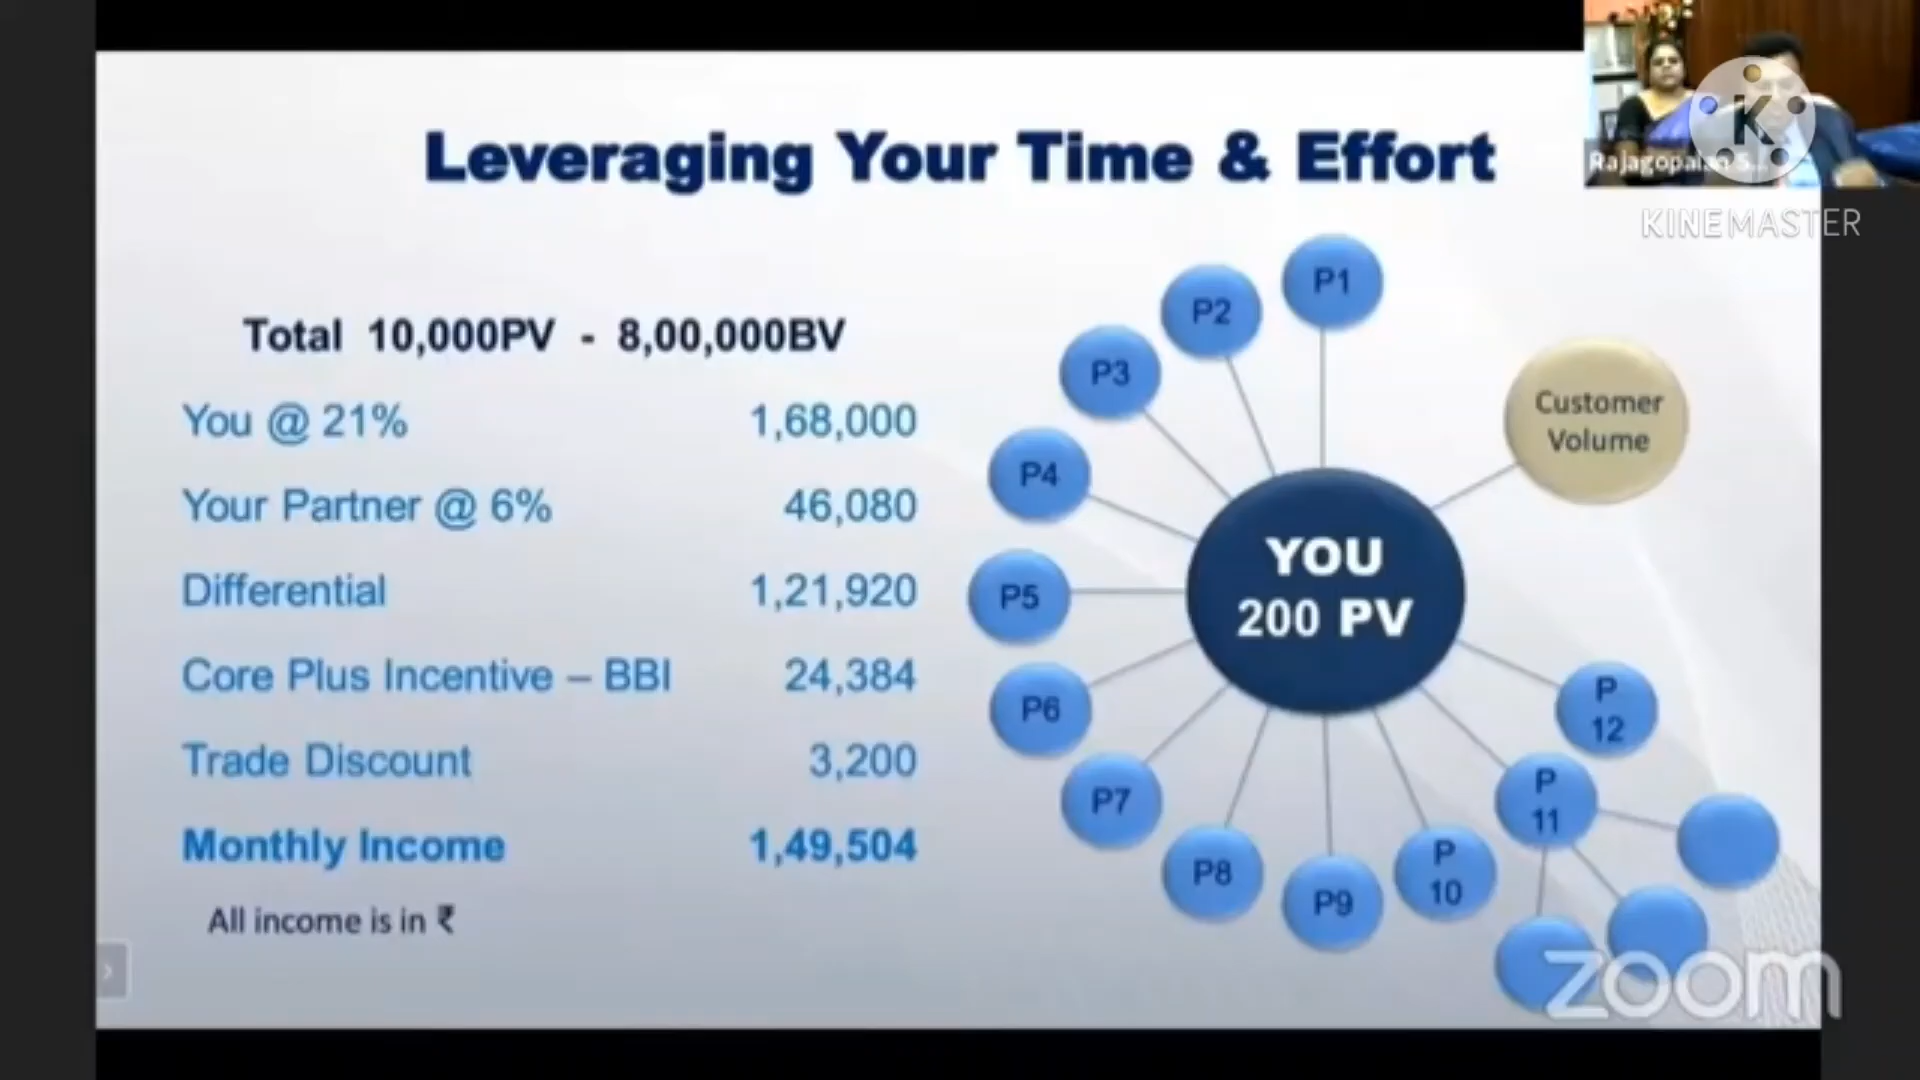 Leveraging Your Time & Effort
Rajagopalan S...
K
KINEMASTER
Total 10,000PV - 8,00,000BV
You @ 21% 1,68,000
Your Partner @ 6% 46,080
Differential 1,21,920
Core Plus Incentive – BBI 24,384
Trade Discount 3,200
Monthly Income 1,49,504
All income is in ₹
P1
P2
P3
P4
P5
P6
P7
P8
P9
P
10
P
11
P
12
Customer
Volume
YOU
200 PV
zoom